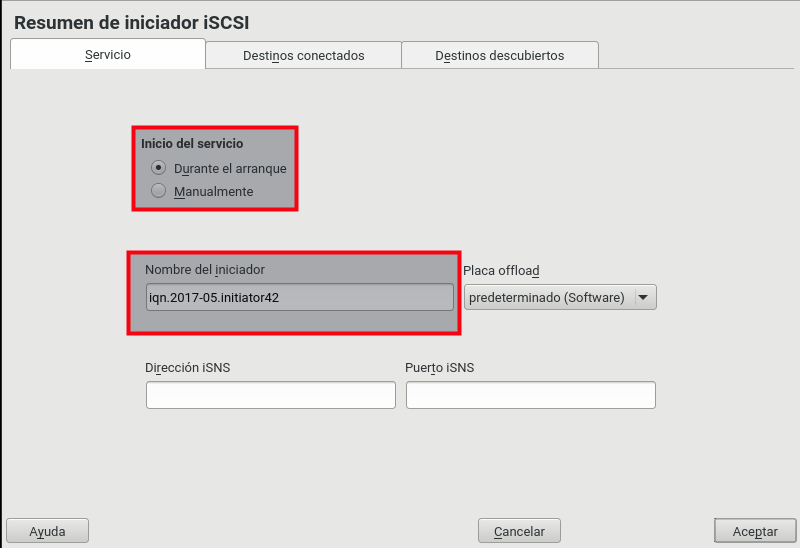 Resumen de iniciador iSCSI
Servicio
Destinos conectados
Destinos descubiertos
Inicio del servicio
Durante el arranque
Manualmente
Nombre del iniciador
Placa offload
iqn.2017-05.initiator42
predeterminado (Software)
Dirección iSNS
Puerto iSNS
Ayuda
Cancelar
Aceptar